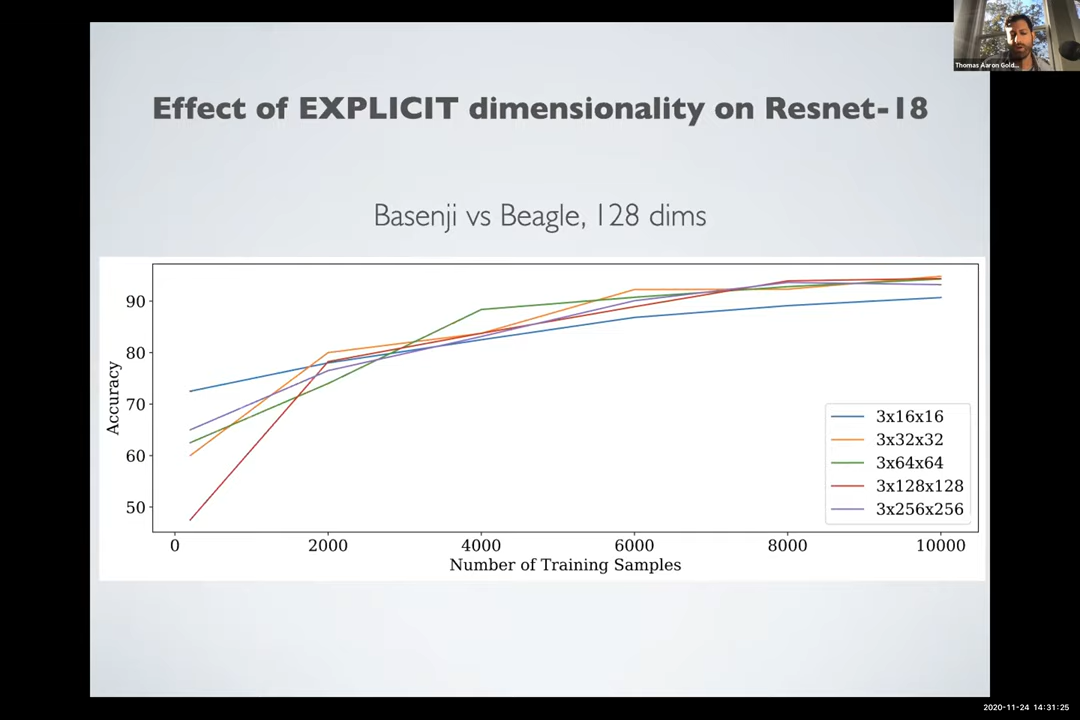 Thomas Aaron Gold...
Effect of EXPLICIT dimensionality on Resnet-18
Basenji vs Beagle, 128 dims
Accuracy
90
80
70
60
50
3x16x16
3x32x32
3x64x64
3x128x128
3x256x256
0 2000 4000 6000 8000 10000
Number of Training Samples
2020-11-24 14:31:25